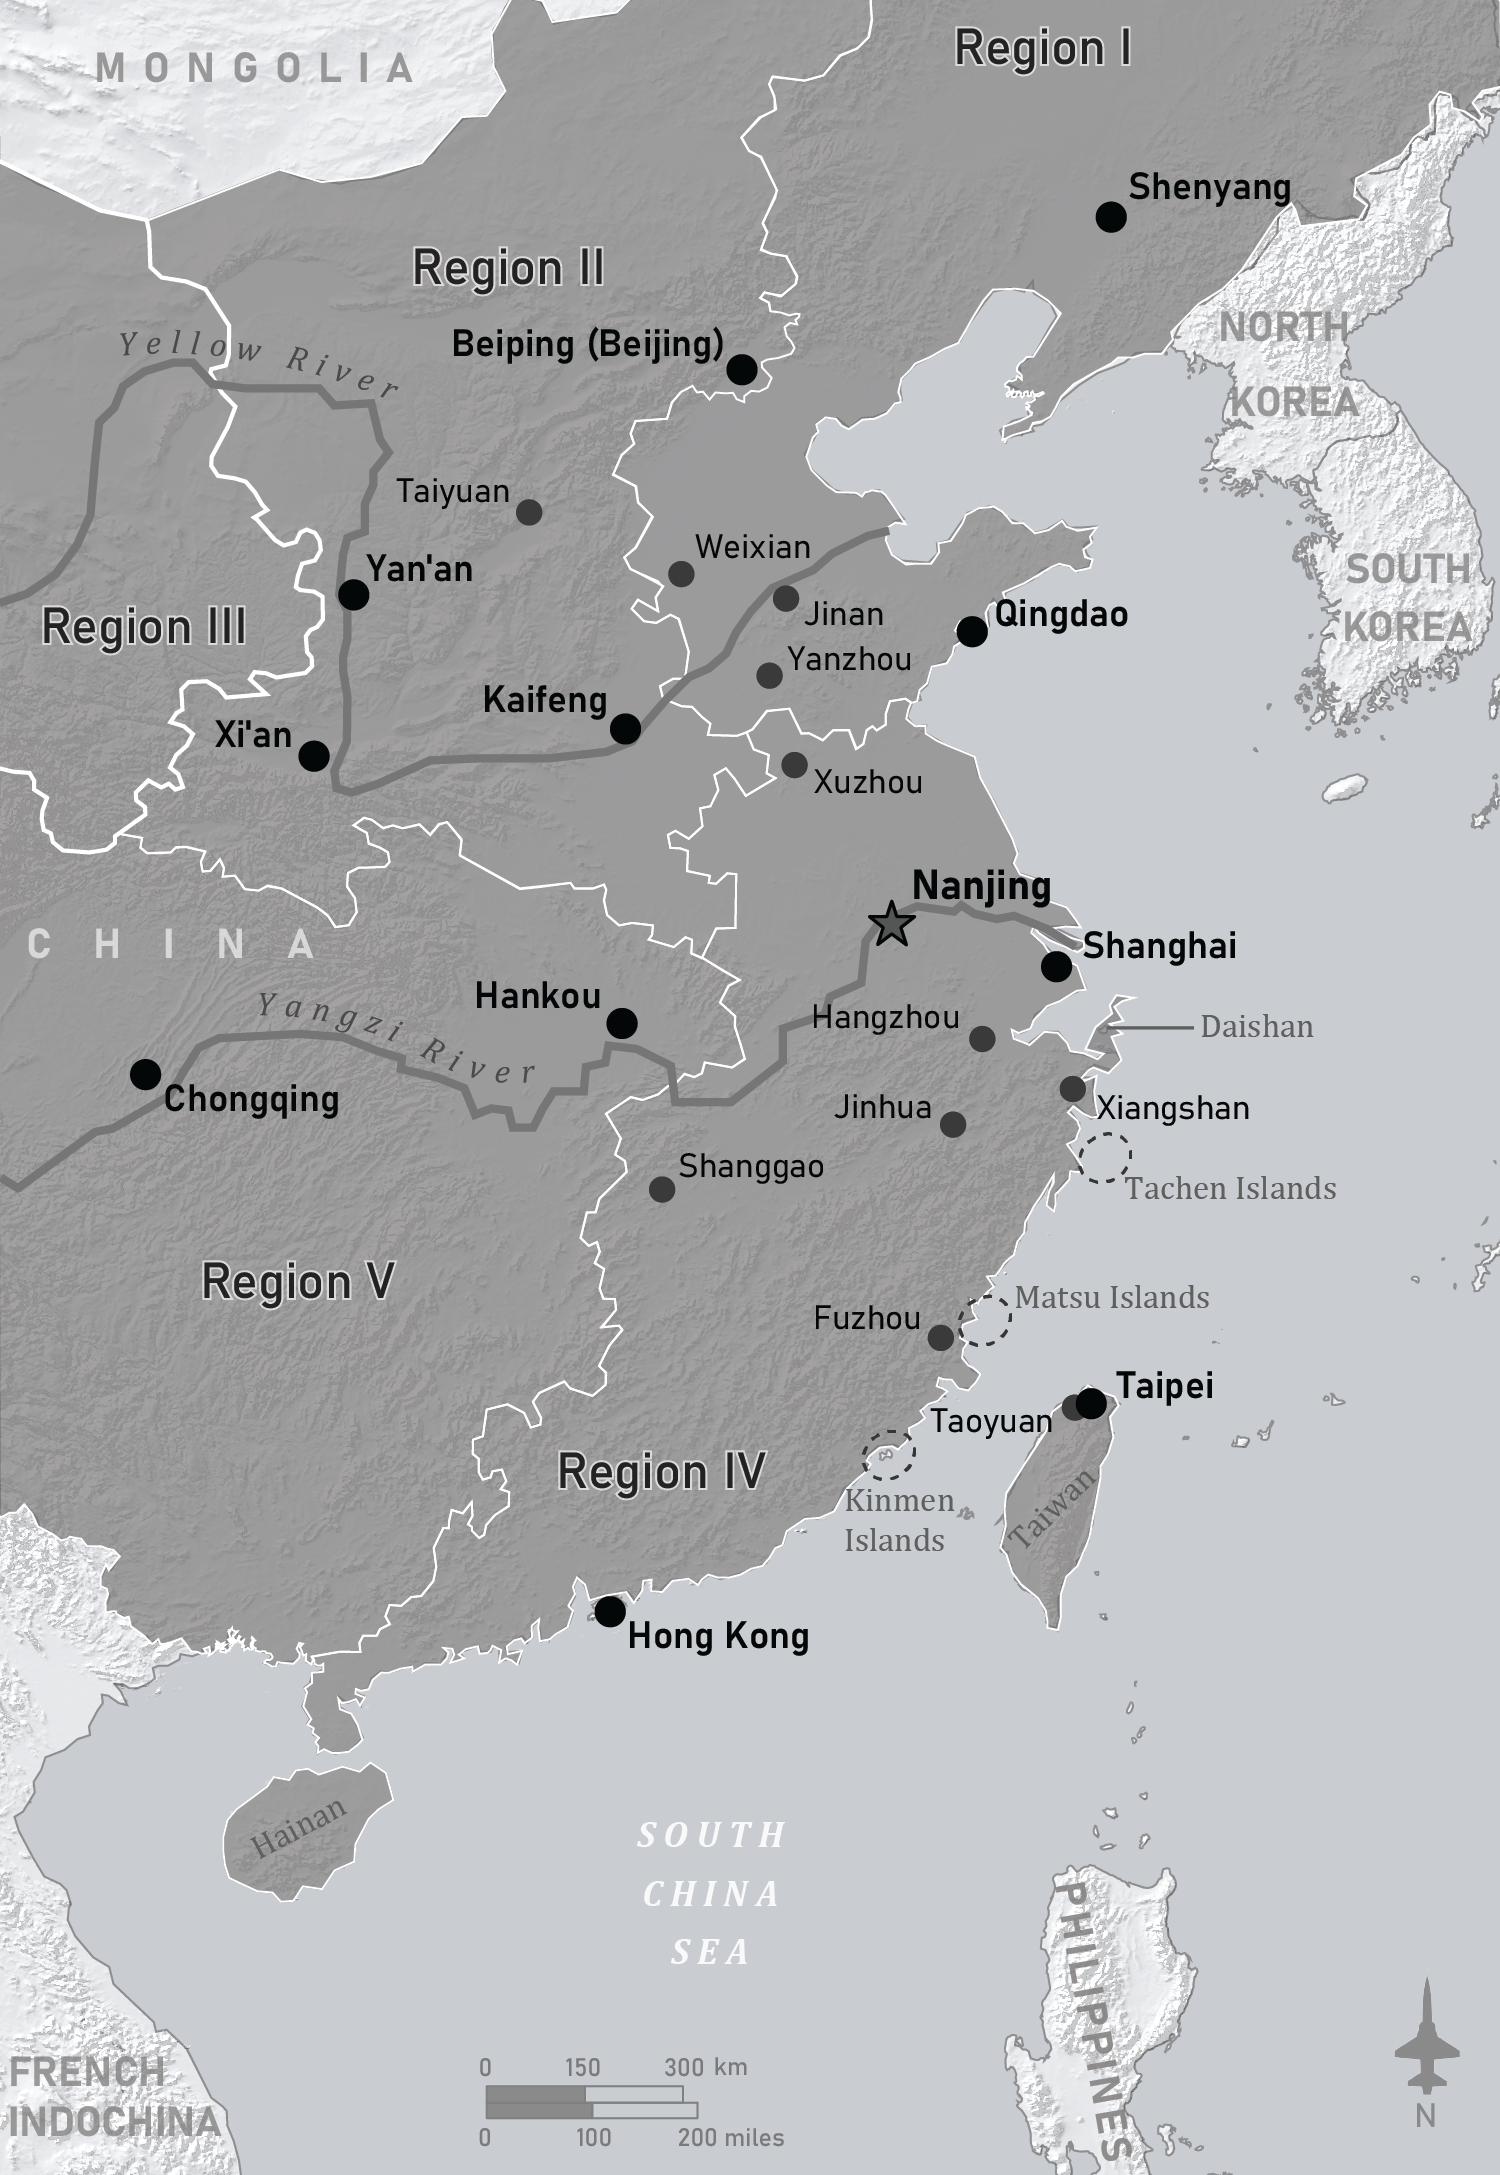 MONGOLIA
Region I
Shenyang
Region II
Yellow River
Beiping (Beijing)
NORTH
KOREA
Taiyuan
Weixian
Yan'an
SOUTH
KOREA
Region III
Jinan
Qingdao
Yanzhou
Kaifeng
Xi'an
Xuzhou
Nanjing
CHINA
Shanghai
Hankou
Yangzi River
Hangzhou
Daishan
Chongqing
Jinhua
Xiangshan
Shanggao
Tachen Islands
Region V
Matsu Islands
Fuzhou
Taipei
Taoyuan
Region IV
Kinmen
Islands
Taiwan
Hong Kong
Hainan
SOUTH
CHINA
SEA
PHILIPPINES
FRENCH
INDOCHINA
0 150 300 km
0 100 200 miles
N